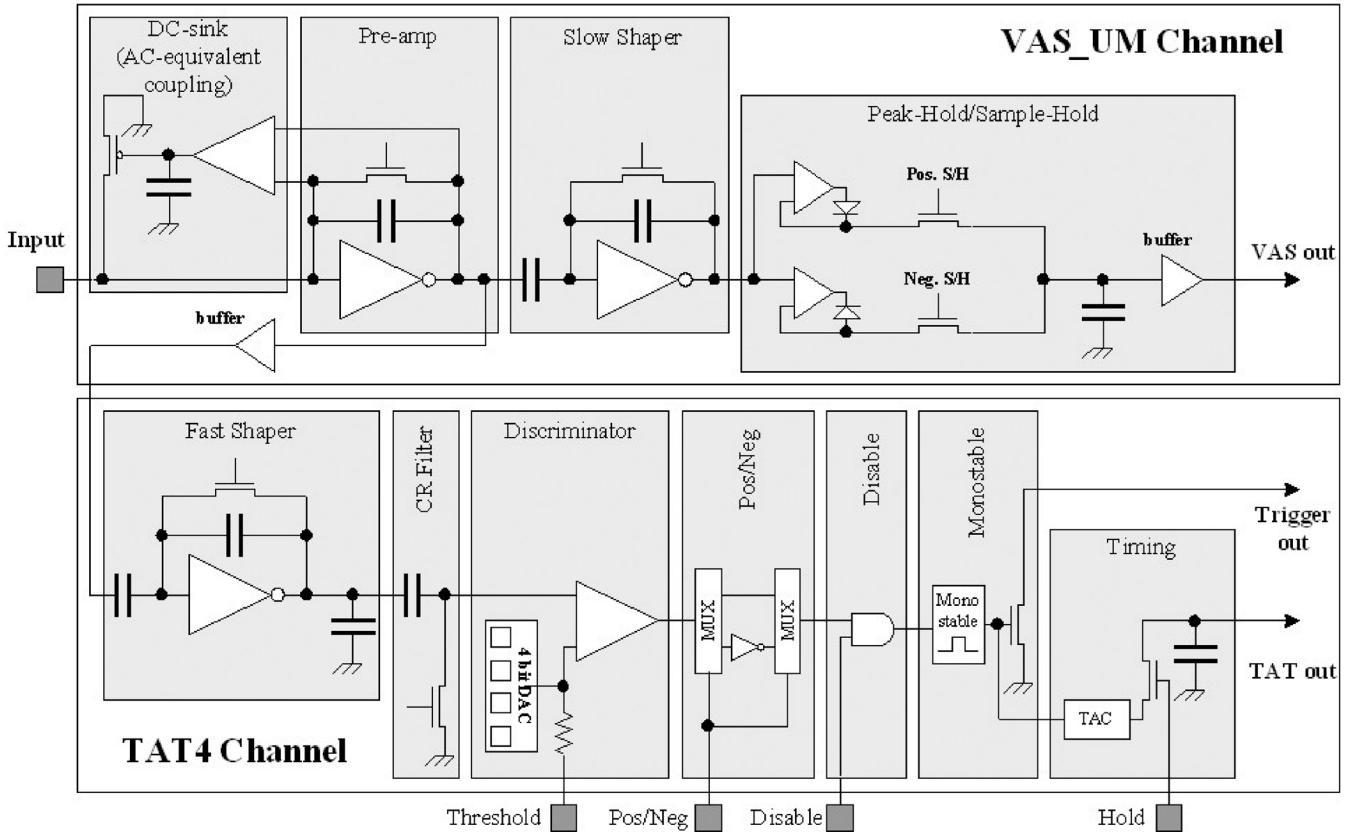 DC-sink
(AC-equivalent
coupling)
Pre-amp
Slow Shaper
VAS_UM Channel
Peak-Hold/Sample-Hold
Pos. S/H
Input
buffer
VAS out
Neg. S/H
buffer
Fast Shaper
CR Filter
Discriminator
Pos/Neg
Disable
Monostable
Trigger
out
Timing
MUX
MUX
Mono
stable
4 bit DAC
TAT out
TAC
TAT4 Channel
Threshold
Pos/Neg
Disable
Hold